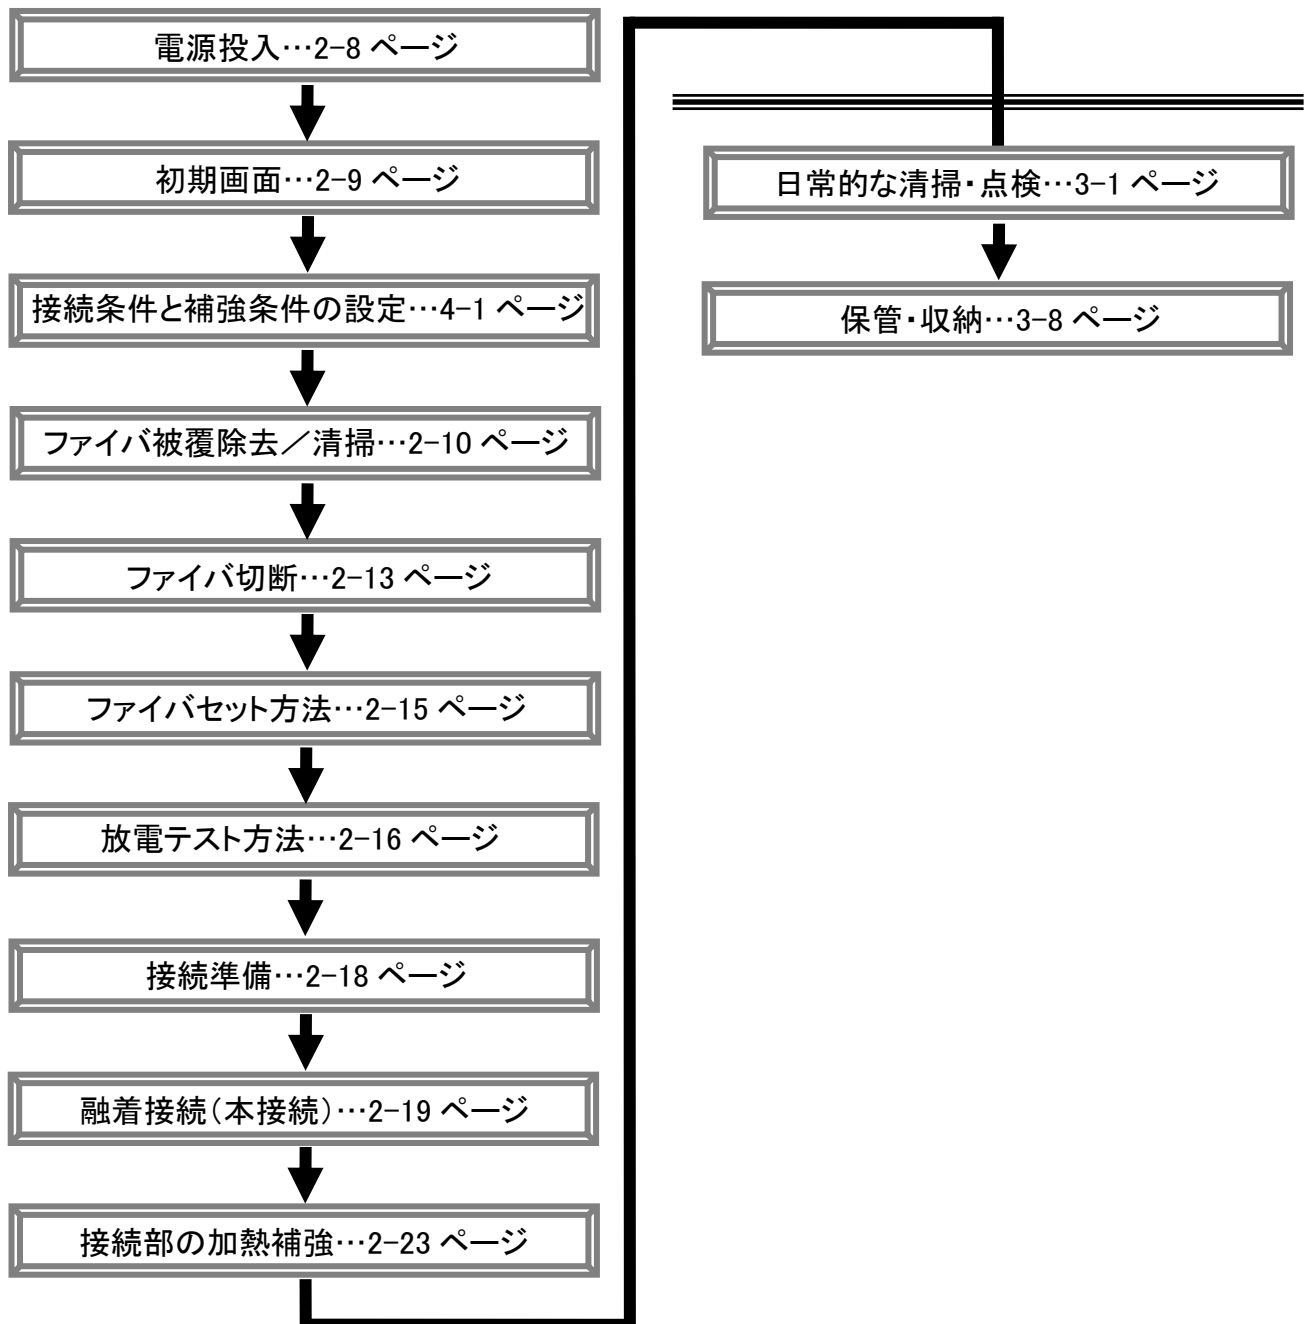 電源投入…2-8 ページ
初期画面…2-9 ページ
接続条件と補強条件の設定…4-1 ページ
ファイバ被覆除去／清掃…2-10 ページ
ファイバ切断…2-13 ページ
ファイバセット方法…2-15 ページ
放電テスト方法…2-16 ページ
接続準備…2-18 ページ
融着接続（本接続）…2-19 ページ
接続部の加熱補強…2-23 ページ
日常的な清掃・点検…3-1 ページ
保管・収納…3-8 ページ